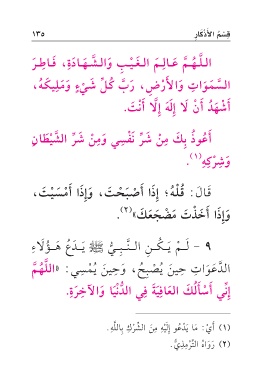 قِسْمُ الأَذْكَارِ ١٣٥
اللَّهُمَّ عَالِمَ الغَيْبِ وَالشَّهَادَةِ، فَاطِرَ
السَّمَوَاتِ وَالأَرْضِ، رَبَّ كُلِّ شَيْءٍ وَمَلِيكَهُ،
أَشْهَدُ أَنْ لَا إِلَهَ إِلَّا أَنْتَ.
أَعُوذُ بِكَ مِنْ شَرِّ نَفْسِي وَمِنْ شَرِّ الشَّيْطَانِ
وَشِرْكِهِ(١).
قَالَ: قُلْهُ؛ إِذَا أَصْبَحْتَ، وَإِذَا أَمْسَيْتَ،
وَإِذَا أَخَذْتَ مَضْجَعَكَ»(٢).
٩ - لَمْ يَكُنِ النَّبِيُّ ﷺ يَدَعُ هَؤُلَاءِ
الدَّعَوَاتِ حِينَ يُصْبِحُ، وَحِينَ يُمْسِي: «اللَّهُمَّ
إِنِّي أَسْأَلُكَ العَافِيَةَ فِي الدُّنْيَا وَالآخِرَةِ.
(١) أَيْ: مَا يَدْعُو إِلَيْهِ مِنَ الشِّرْكِ بِاللَّهِ.
(٢) رَوَاهُ التِّرْمِذِيُّ.